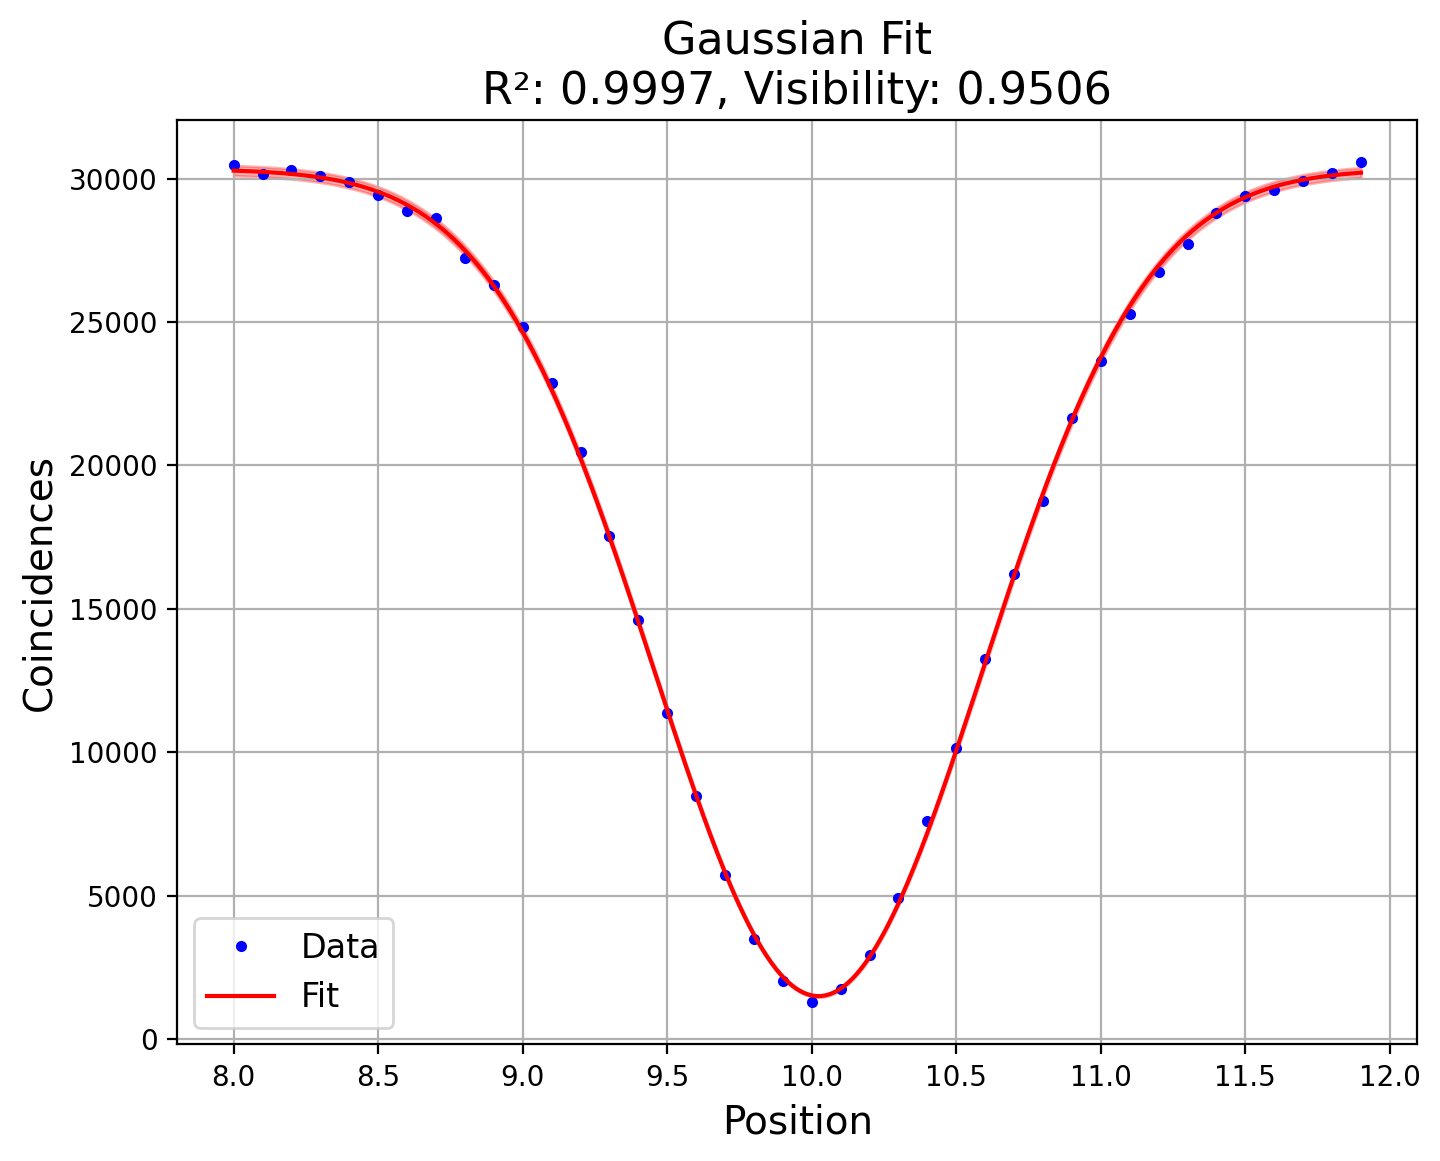 Gaussian Fit
R²: 0.9997, Visibility: 0.9506
Coincidences
30000
25000
20000
15000
10000
5000
0
Data
Fit
8.0 8.5 9.0 9.5 10.0 10.5 11.0 11.5 12.0
Position